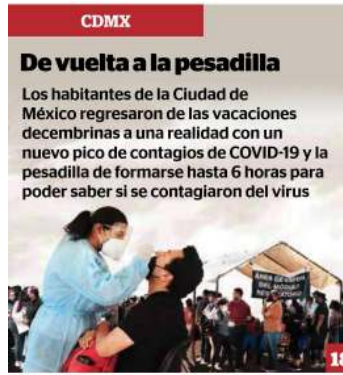 CDMX
De vuelta a la pesadilla
Los habitantes de la Ciudad de
México regresaron de las vacaciones
decembrinas a una realidad con un
nuevo pico de contagios de COVID-19 y la
pesadilla de formarse hasta 6 horas para
poder saber si se contagiaron del virus
DEL MÓDULO
18